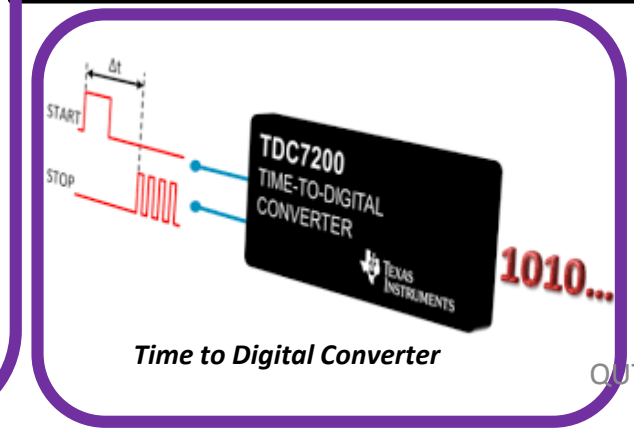 Δt
START
STOP
TDC7200
TIME-TO-DIGITAL
CONVERTER
TEXAS
INSTRUMENTS
1010...
Time to Digital Converter